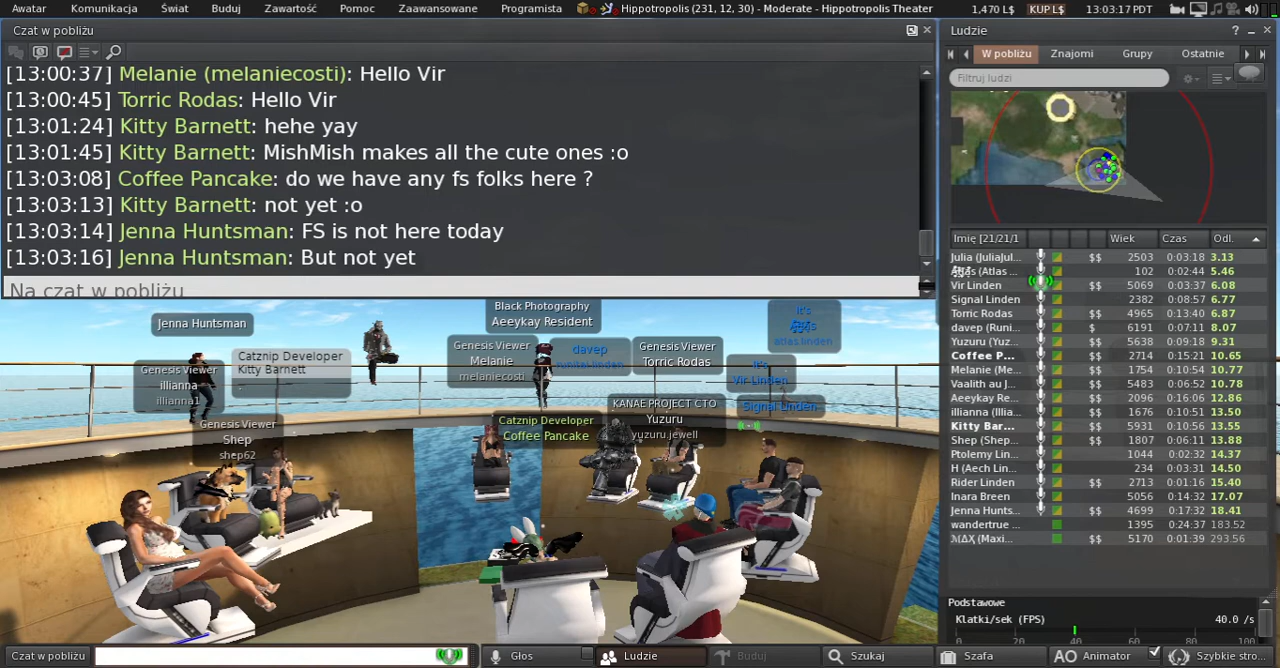 Awatar Komunikacja Świat Buduj Zawartość Pomoc Zaawansowane Programista Hippotropolis (231, 12, 30) - Moderate - Hippotropolis Theater 1,470 L$ KUP L$ 13:03:17 PDT
Czat w pobliżu
[13:00:37] Melanie (melaniecosti): Hello Vir
[13:00:45] Torric Rodas: Hello Vir
[13:01:24] Kitty Barnett: hehe yay
[13:01:45] Kitty Barnett: MishMish makes all the cute ones :o
[13:03:08] Coffee Pancake: do we have any fs folks here ?
[13:03:13] Kitty Barnett: not yet :o
[13:03:14] Jenna Huntsman: FS is not here today
[13:03:16] Jenna Huntsman: But not yet
Na czat w pobliżu
Ludzie
W pobliżu Znajomi Grupy Ostatnie
Filtruj ludzi
Imię [21/21/1 Wiek Czas Odl.
Julia (JuliaJul... $$ 2503 0:03:18 3.13
(Atlas ... 102 0:02:44 5.46
Vir Linden $$ 5069 0:03:37 6.08
Signal Linden 2382 0:08:57 6.77
Torric Rodas $$ 4965 0:13:40 6.87
davep (Runi... $ 6191 0:07:11 8.07
Yuzuru (Yuz... $$ 5638 0:09:18 9.31
Coffee P... $$ 2714 0:15:21 10.65
Melanie (Me... $$ 1754 0:10:54 10.77
Vaalith au J... $$ 5483 0:06:52 10.78
Aeeykay Re... $$ 2096 0:16:06 12.86
illianna (Illia... $$ 1676 0:10:51 13.50
Kitty Bar... $$ 5931 0:10:56 13.55
Shep (Shep... $$ 1807 0:06:11 13.88
Ptolemy Lin... 1044 0:02:32 14.37
H (Aech Lin... 234 0:03:31 14.50
Rider Linden $$ 2713 0:01:16 15.40
Inara Breen 5056 0:14:32 17.07
Jenna Hunts... $$ 4699 0:17:32 18.41
wandertrue ... 1395 0:24:37 183.52
(Maxi... $$ 5170 0:01:39 293.56
Podstawowe
Klatki/sek (FPS) 40.0 /s
0 20 40 60 80 100
Jenna Huntsman
Genesis Viewer
illianna
illianna1
Catznip Developer
Kitty Barnett
Genesis Viewer
Shep
shep62
Black Photography
Aeeykay Resident
Genesis Viewer
Melanie
melaniecosti
davep
runitai.linden
Genesis Viewer
Torric Rodas
It's
atlas.linden
It's
Vir Linden
Signal Linden
Catznip Developer
Coffee Pancake
KANAE PROJECT CTO
Yuzuru
yuzuru.jewell
Czat w pobliżu Głos Ludzie Buduj Szukaj Szafa AO Animator Szybkie stro...